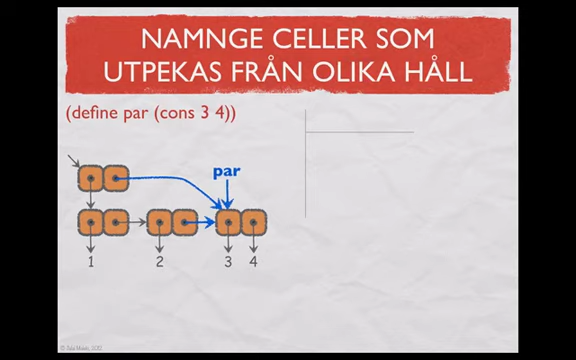 NAMNGE CELLER SOM
UTPEKAS FRÅN OLIKA HÅLL
(define par (cons 3 4))
par
1 2 3 4